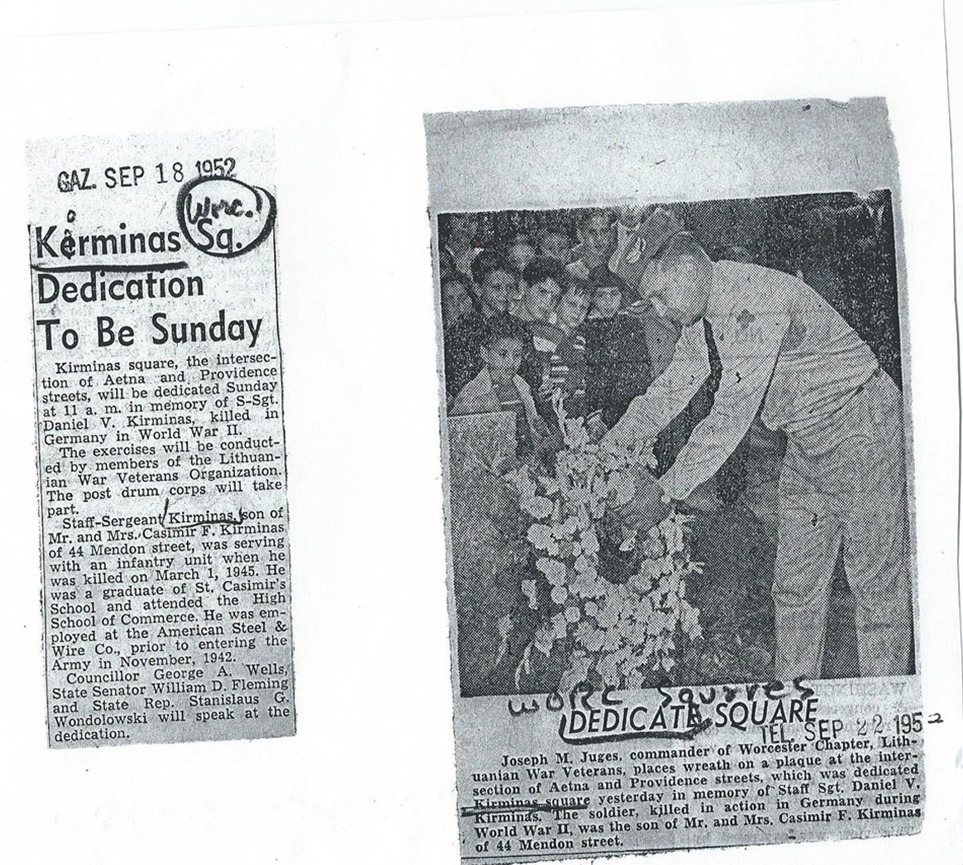 GAZ. SEP 18 1952
Worc.
Sq.
i
Kerminas
Dedication
To Be Sunday
Kirminas square, the intersec-
tion of Aetna and Providence
streets, will be dedicated Sunday
at 11 a. m. in memory of S-Sgt.
Daniel V. Kirminas, killed in
Germany in World War II.
The exercises will be conduct-
ed by members of the Lithuan-
ian War Veterans Organization.
The post drum corps will take
part.
Staff-Sergeant Kirminas, son of
Mr. and Mrs. Casimir F. Kirminas
of 44 Mendon street, was serving
with an infantry unit when he
was killed on March 1, 1945. He
was a graduate of St. Casimir's
School and attended the High
School of Commerce. He was em-
ployed at the American Steel &
Wire Co., prior to entering the
Army in November, 1942.
Councillor George A. Wells,
State Senator William D. Fleming
and State Rep. Stanislaus G.
Wondolowski will speak at the
dedication.
WORC Squares
DEDICATE SQUARE
TEL. SEP 22 1952
Joseph M. Juges, commander of Worcester Chapter, Lith-
uanian War Veterans, places wreath on a plaque at the inter-
section of Aetna and Providence streets, which was dedicated
Kirminas square yesterday in memory of Staff Sgt. Daniel V.
Kirminas. The soldier, killed in action in Germany during
World War II, was the son of Mr. and Mrs. Casimir F. Kirminas
of 44 Mendon street.